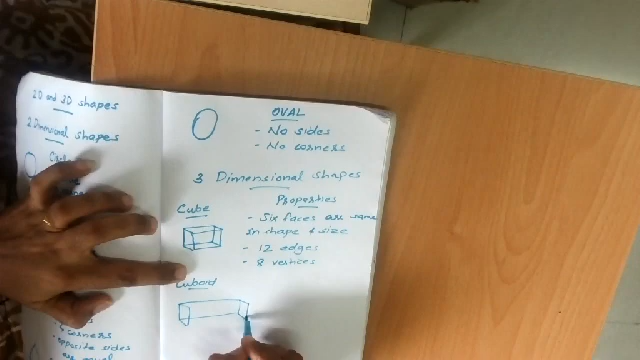 2D and 3D shapes
2 Dimensional shapes
corners
opposite sides
are equal
OVAL
- No sides
- No corners
3 Dimensional shapes
Cube
Properties
- Six faces are same
in shape & size
- 12 edges
- 8 vertices
Cuboid